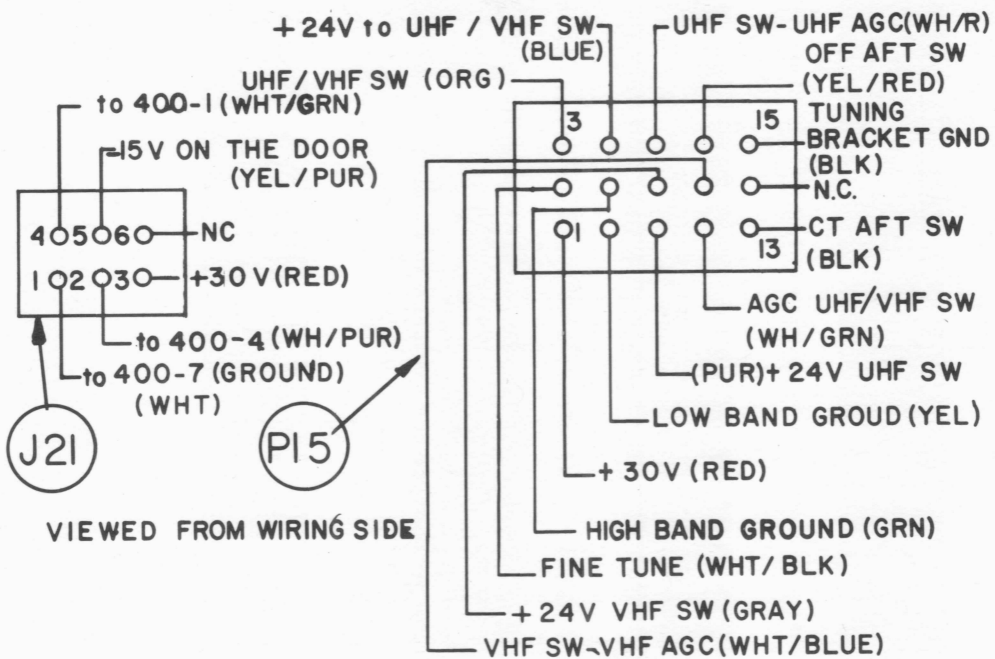 +24V to UHF / VHF SW
(BLUE)
UHF SW-UHF AGC(WH/R)
OFF AFT SW
(YEL/RED)
UHF/VHF SW (ORG)
to 400-1 (WHT/GRN)
-15V ON THE DOOR
(YEL/PUR)
3
15
TUNING
BRACKET GND
(BLK)
N.C.
1
13
CT AFT SW
(BLK)
4 5 6
NC
1 2 3
+30V(RED)
to 400-4 (WH/PUR)
to 400-7 (GROUND)
(WHT)
AGC UHF/VHF SW
(WH/GRN)
(PUR)+24V UHF SW
LOW BAND GROUD (YEL)
J21
P15
+30V (RED)
VIEWED FROM WIRING SIDE
HIGH BAND GROUND (GRN)
FINE TUNE (WHT/BLK)
+24V VHF SW (GRAY)
VHF SW-VHF AGC(WHT/BLUE)